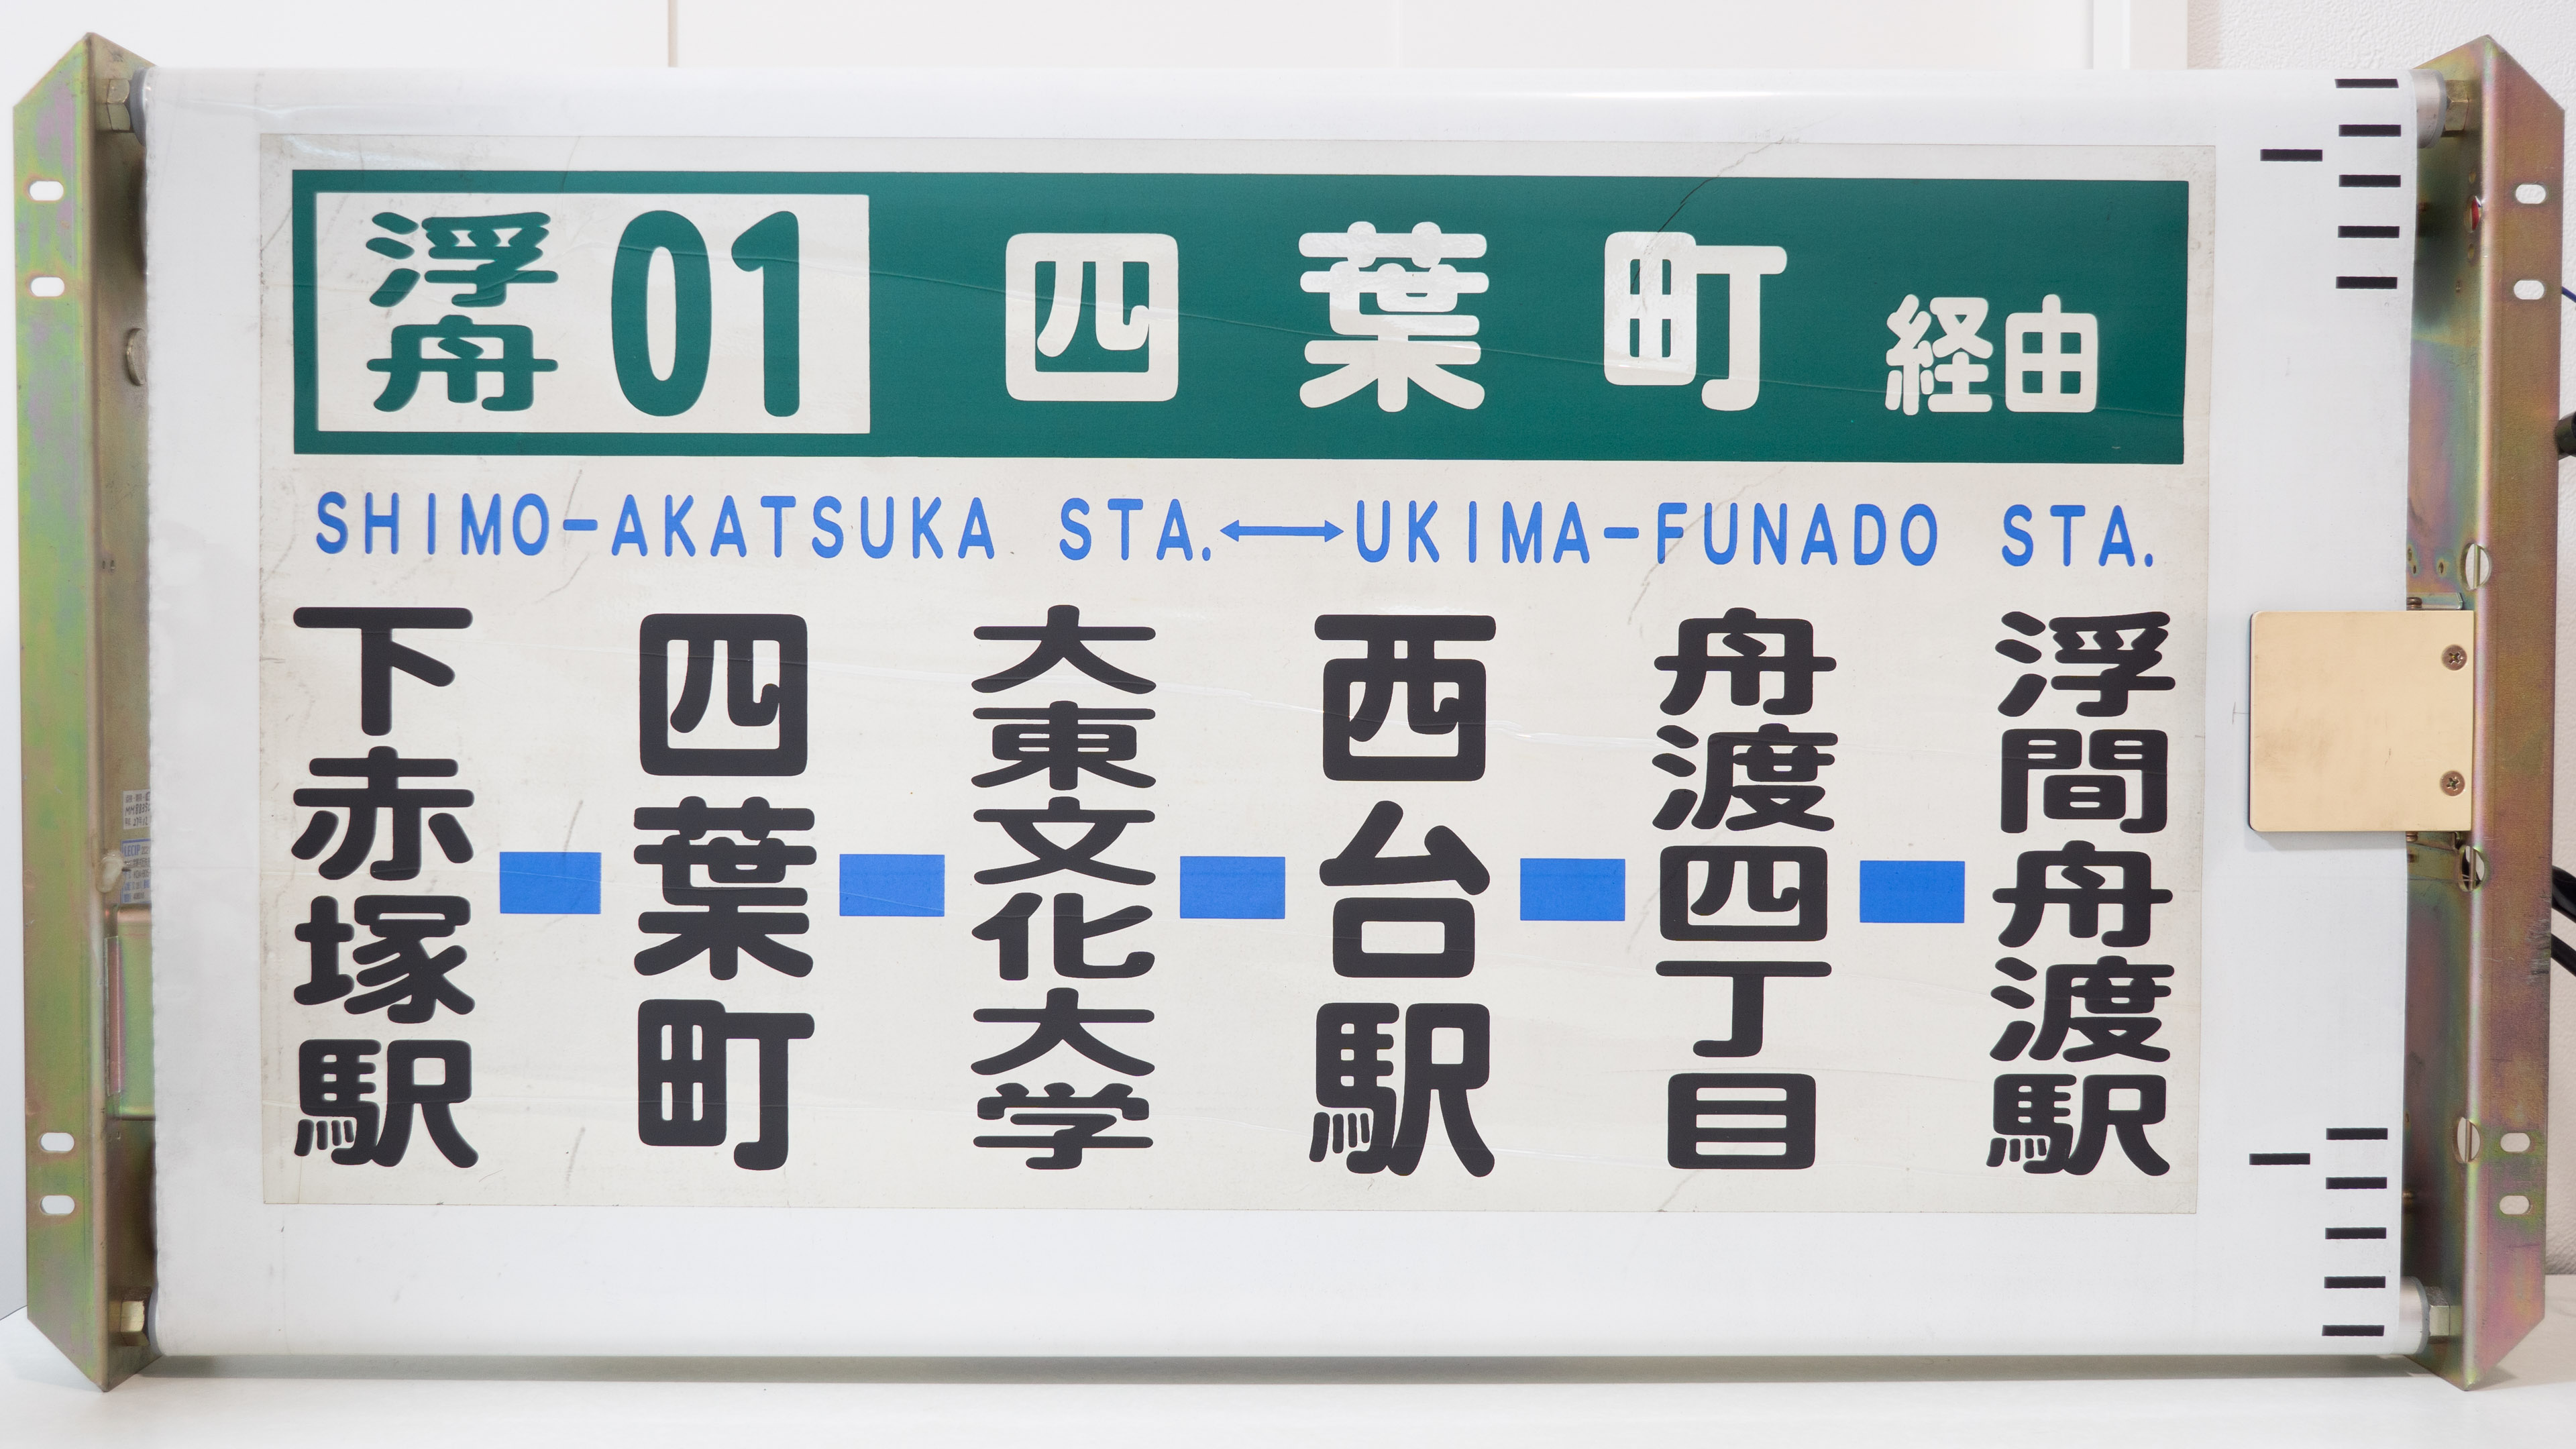 浮舟 01 四葉町 経由
SHIMO-AKATSUKA STA.↔UKIMA-FUNADO STA.
下赤塚駅
四葉町
大東文化大学
西台駅
舟渡四丁目
浮間舟渡駅